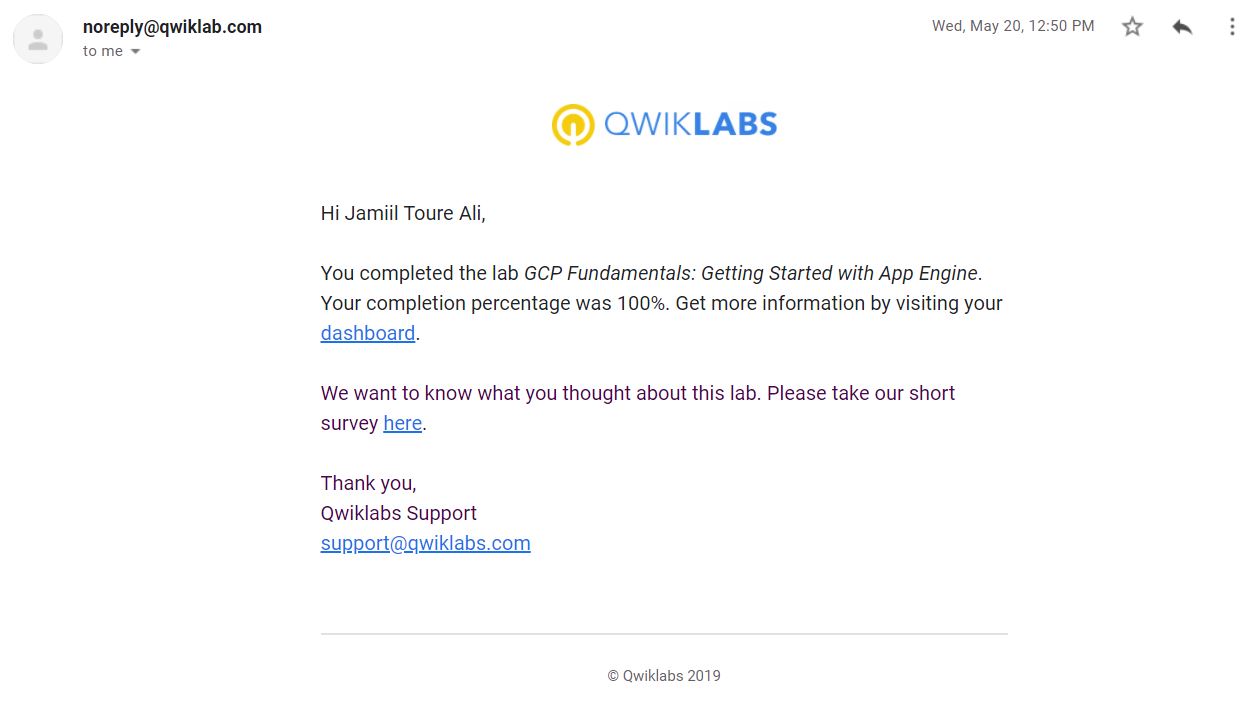 noreply@qwiklab.com
Wed, May 20, 12:50 PM
to me
QWIKLABS
Hi Jamiil Toure Ali,
You completed the lab GCP Fundamentals: Getting Started with App Engine.
Your completion percentage was 100%. Get more information by visiting your
dashboard.
We want to know what you thought about this lab. Please take our short
survey here.
Thank you,
Qwiklabs Support
support@qwiklabs.com
© Qwiklabs 2019